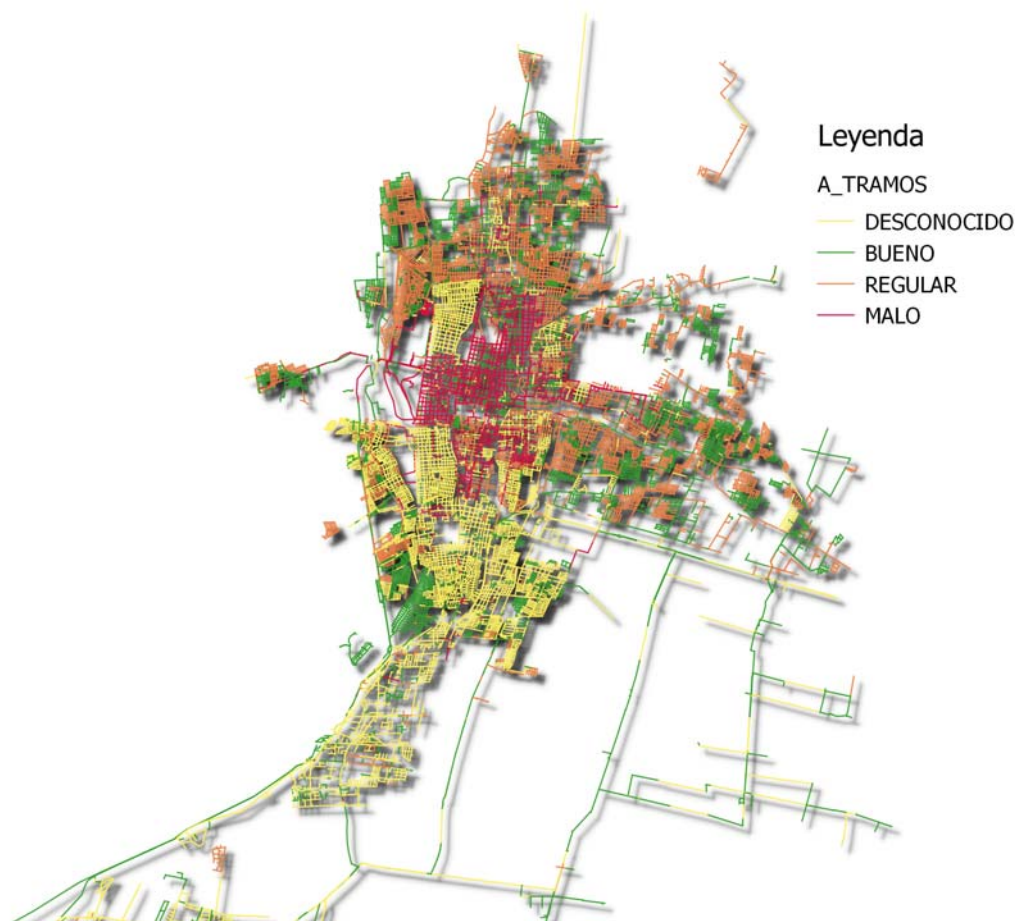 Leyenda
A_TRAMOS
DESCONOCIDO
BUENO
REGULAR
MALO